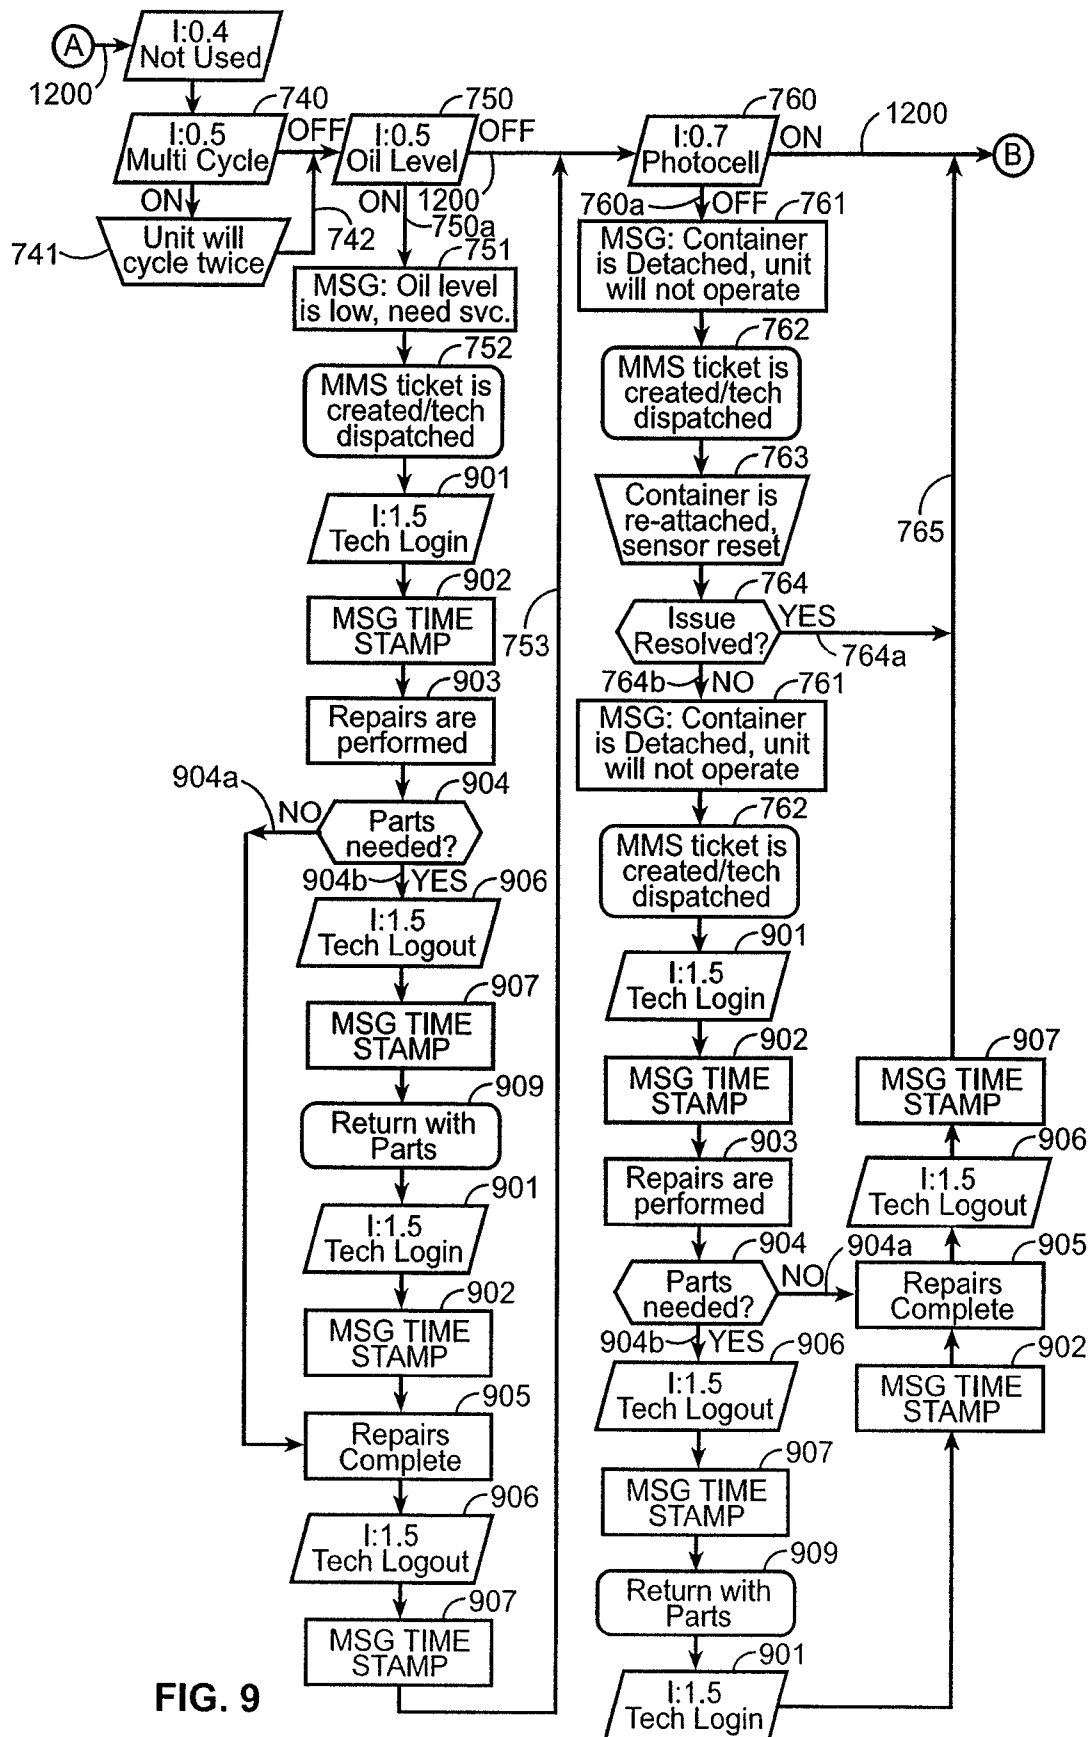 A
1200
I:0.4
Not Used
740
I:0.5
Multi Cycle
OFF
ON
741
Unit will
cycle twice
742
750
I:0.5
Oil Level
OFF
1200
ON
750a
751
MSG: Oil level
is low, need svc.
752
MMS ticket is
created/tech
dispatched
901
I:1.5
Tech Login
902
MSG TIME
STAMP
903
Repairs are
performed
904a
NO
904
Parts
needed?
904b
YES
906
I:1.5
Tech Logout
907
MSG TIME
STAMP
909
Return with
Parts
901
I:1.5
Tech Login
902
MSG TIME
STAMP
905
Repairs
Complete
906
I:1.5
Tech Logout
907
MSG TIME
STAMP
753
760
I:0.7
Photocell
ON
1200
B
760a
OFF
761
MSG: Container
is Detached, unit
will not operate
762
MMS ticket is
created/tech
dispatched
763
Container is
re-attached,
sensor reset
764
Issue
Resolved?
YES
764a
764b
NO
761
MSG: Container
is Detached, unit
will not operate
762
MMS ticket is
created/tech
dispatched
901
I:1.5
Tech Login
902
MSG TIME
STAMP
903
Repairs are
performed
904
Parts
needed?
NO
904a
904b
YES
906
I:1.5
Tech Logout
907
MSG TIME
STAMP
909
Return with
Parts
901
I:1.5
Tech Login
765
907
MSG TIME
STAMP
906
I:1.5
Tech Logout
905
Repairs
Complete
902
MSG TIME
STAMP
FIG. 9